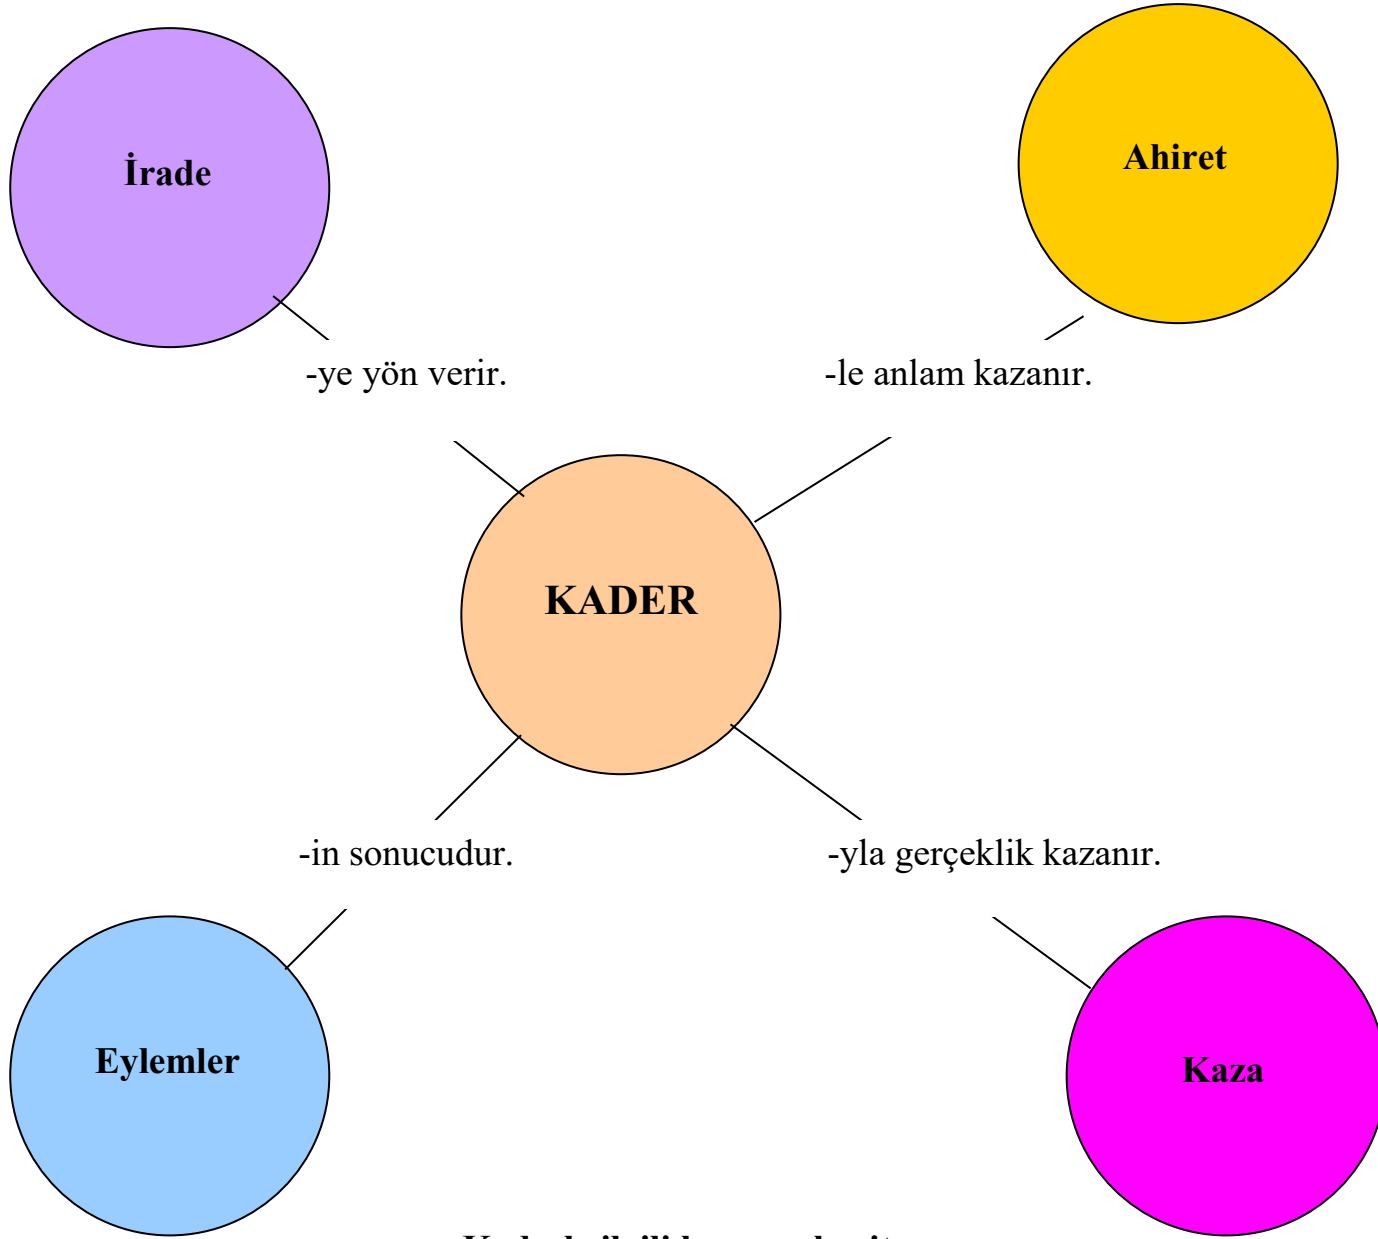 İrade
Ahiret
-ye yön verir.
-le anlam kazanır.
KADER
-in sonucudur.
-yla gerçeklik kazanır.
Eylemler
Kaza